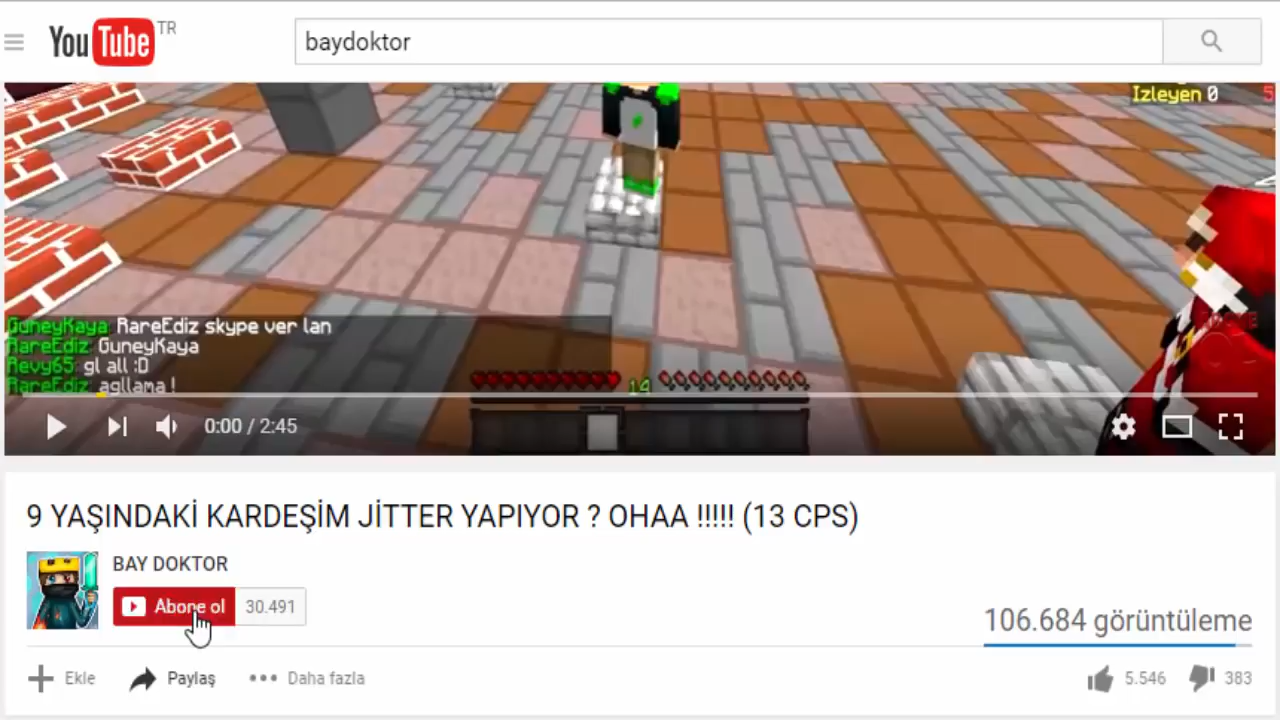 YouTube TR
baydoktor
Izleyen 0
5
GuneyKaya: RareEdiz skype ver lan
RareEdiz: GuneyKaya
Revy65: gl all :D
RareEdiz: agllama !
14
0:00 / 2:45
9 YAŞINDAKİ KARDEŞİM JİTTER YAPIYOR ? OHAA !!!!! (13 CPS)
BAY DOKTOR
Abone ol 30.491
106.684 görüntüleme
Ekle Paylaş Daha fazla 5.546 383